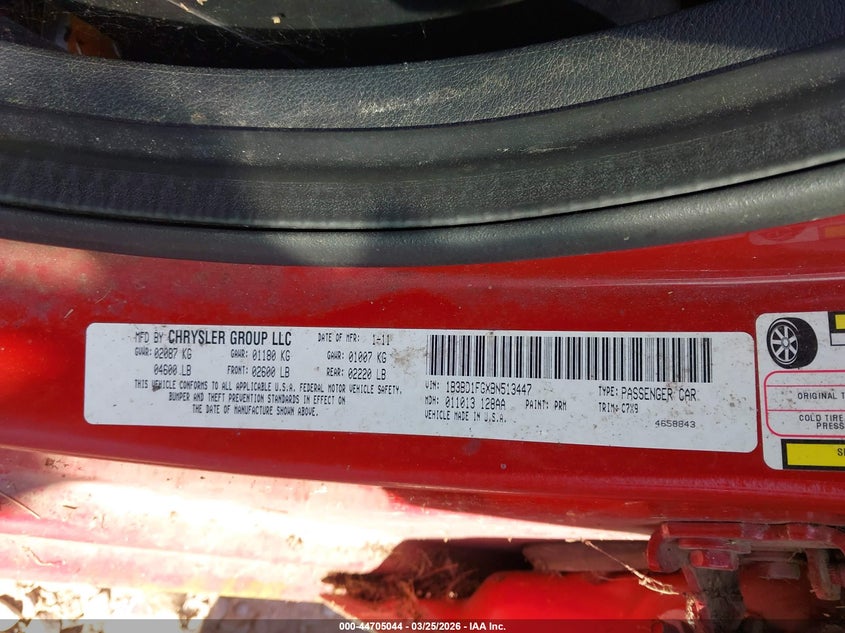 MFD BY CHRYSLER GROUP LLC DATE OF MFR: 1-11
GVWR: 02087 KG GAWR: 01180 KG GAWR: 01007 KG
04600 LB FRONT: 02600 LB REAR: 02220 LB
THIS VEHICLE CONFORMS TO ALL APPLICABLE U.S.A. FEDERAL MOTOR VEHICLE SAFETY,
BUMPER AND THEFT PREVENTION STANDARDS IN EFFECT ON
THE DATE OF MANUFACTURE SHOWN ABOVE.
VIN: 1B3BD1FGXBN513447 TYPE: PASSENGER CAR
MDH: 011013 128AA PAINT: PRM TRIM: C7X9
VEHICLE MADE IN U.S.A. 4658843
ORIGINAL T
COLD TIRE
PRESS
000-44705044 / 03/25/2026 - IAA Inc.